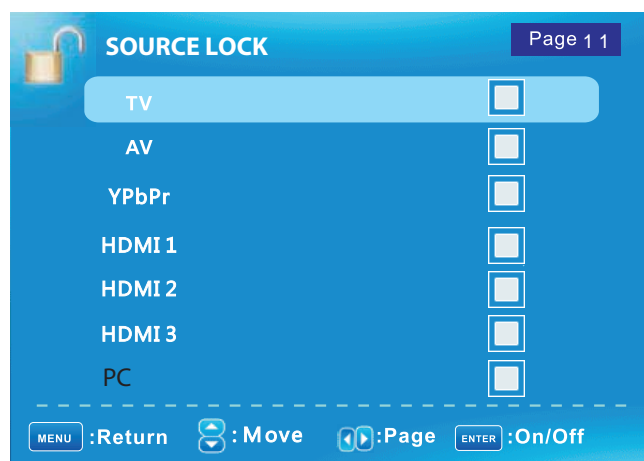 SOURCE LOCK
Page 1 1
TV
AV
YPbPr
HDMI 1
HDMI 2
HDMI 3
PC
MENU :Return :Move :Page ENTER :On/Off